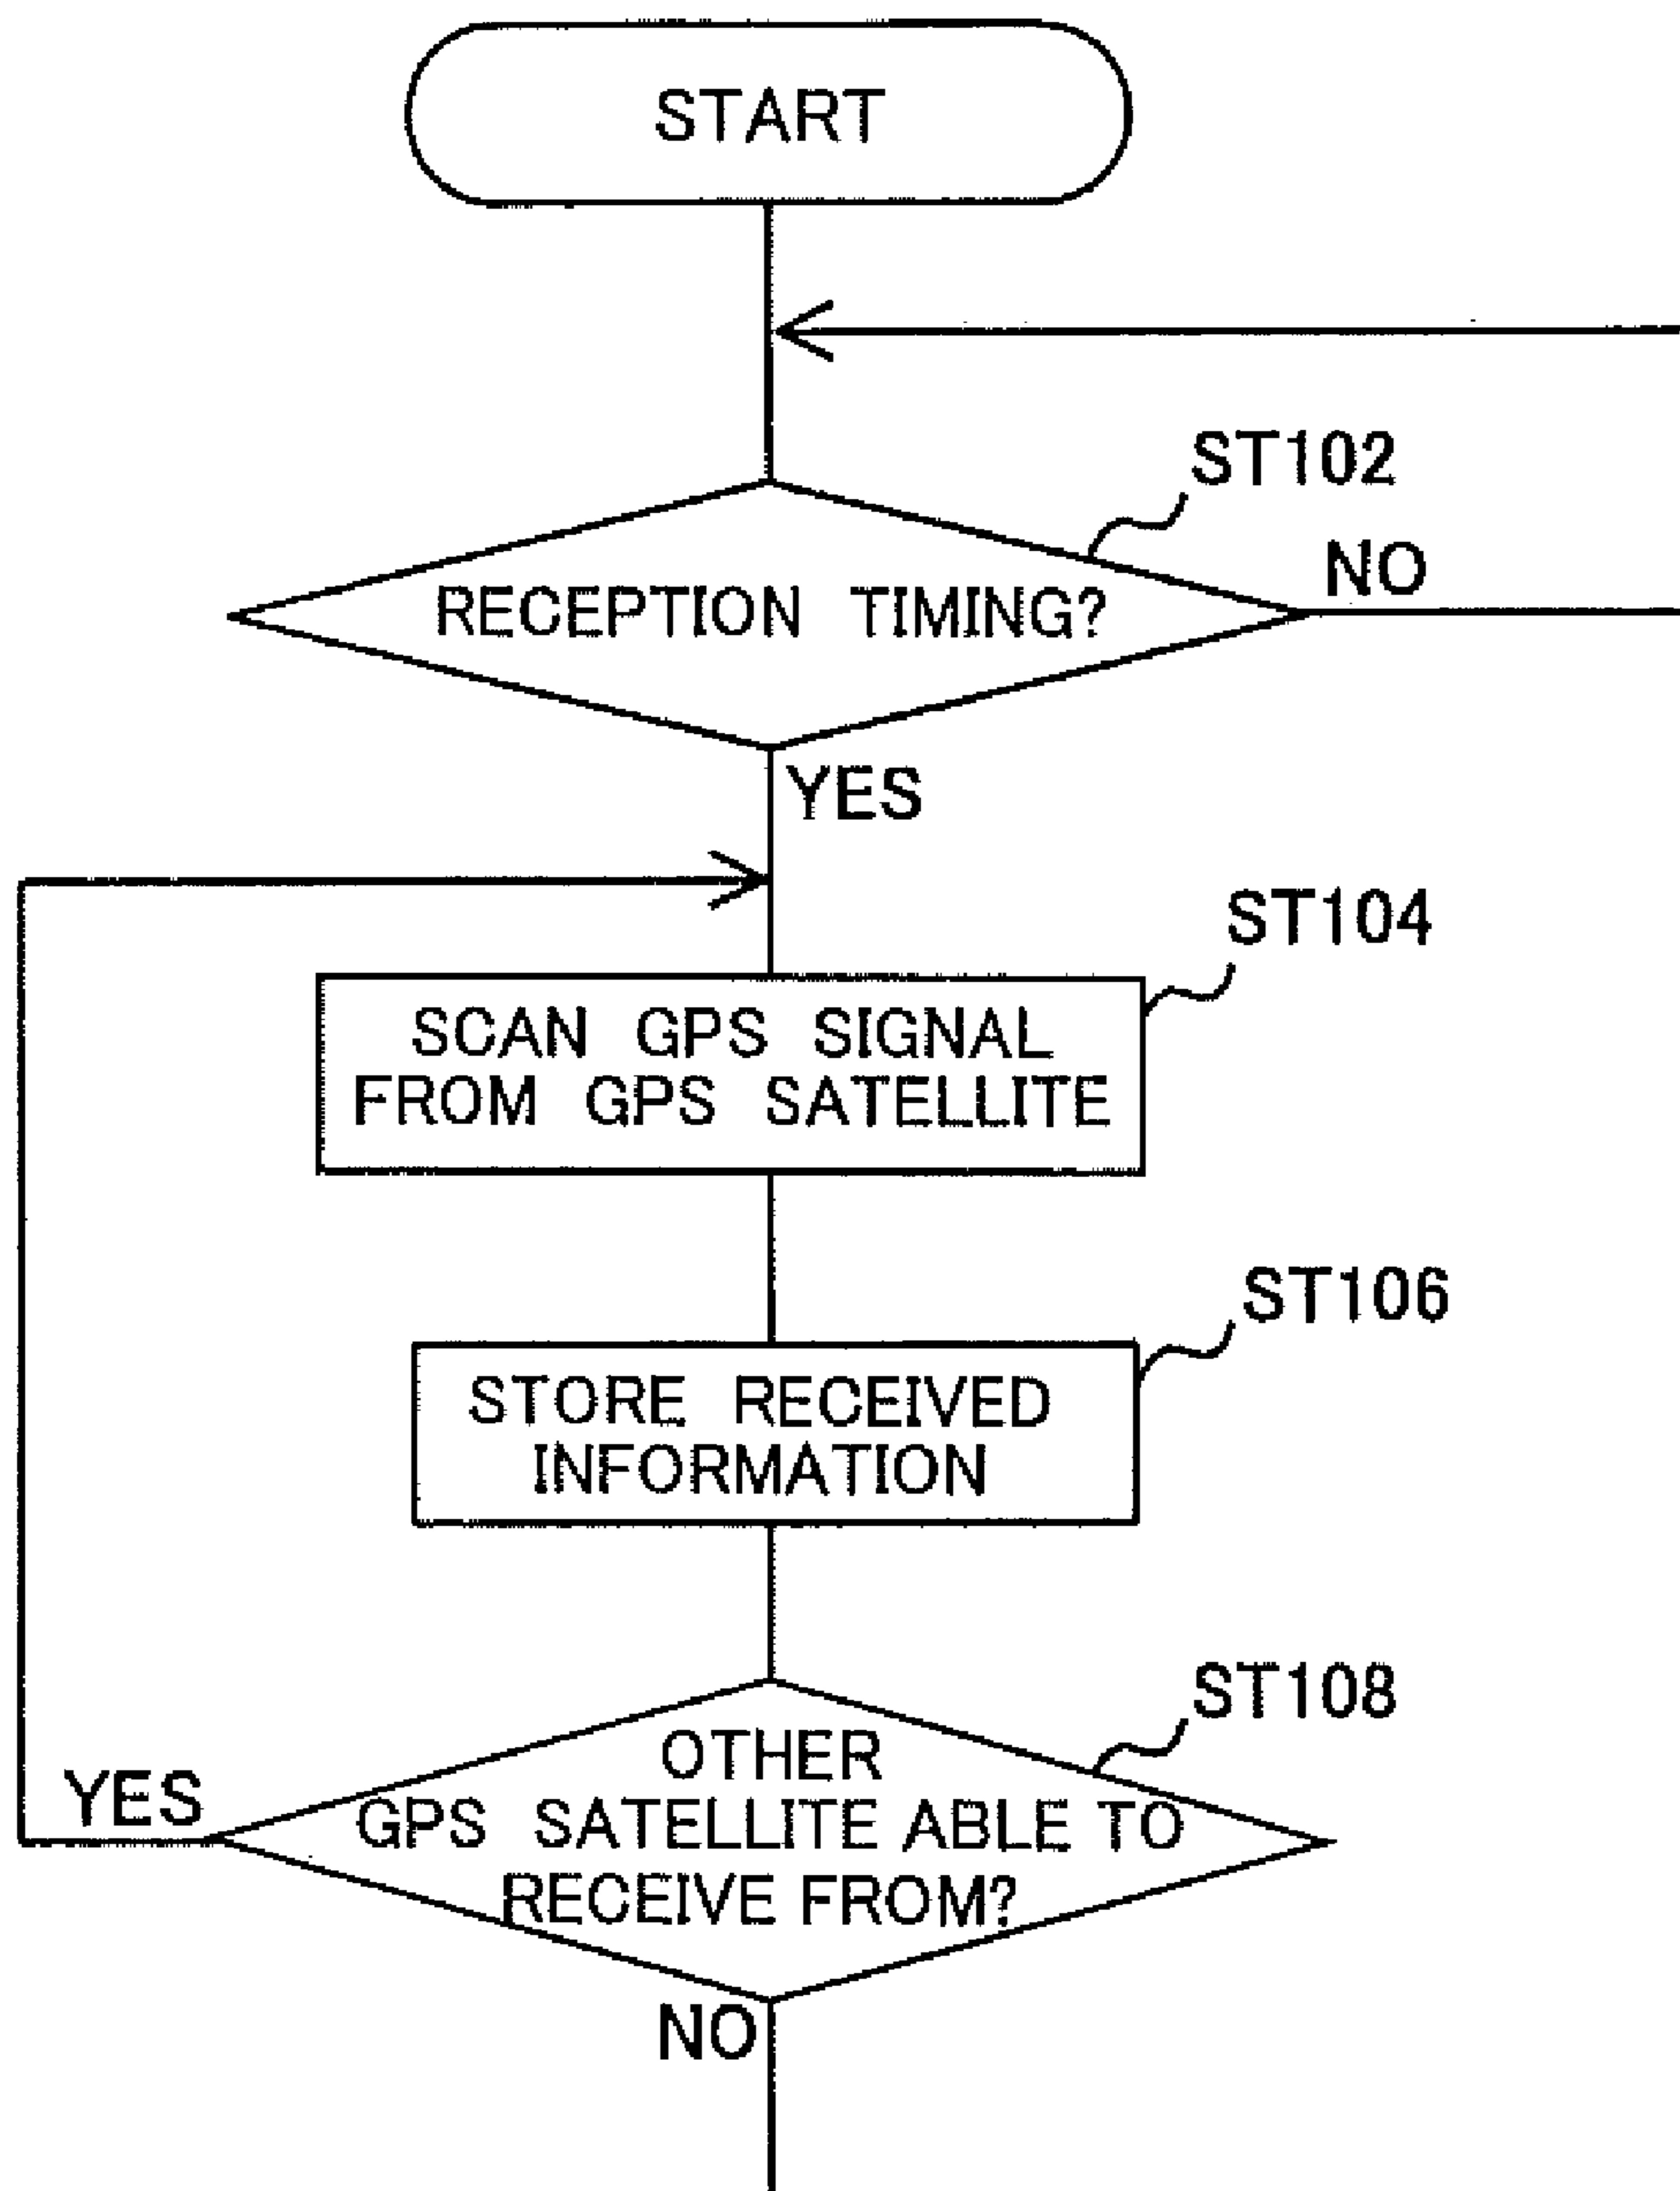 START
ST102
RECEPTION TIMING?
NO
YES
ST104
SCAN GPS SIGNAL
FROM GPS SATELLITE
ST106
STORE RECEIVED
INFORMATION
ST108
OTHER
GPS SATELLITE ABLE TO
RECEIVE FROM?
YES
NO